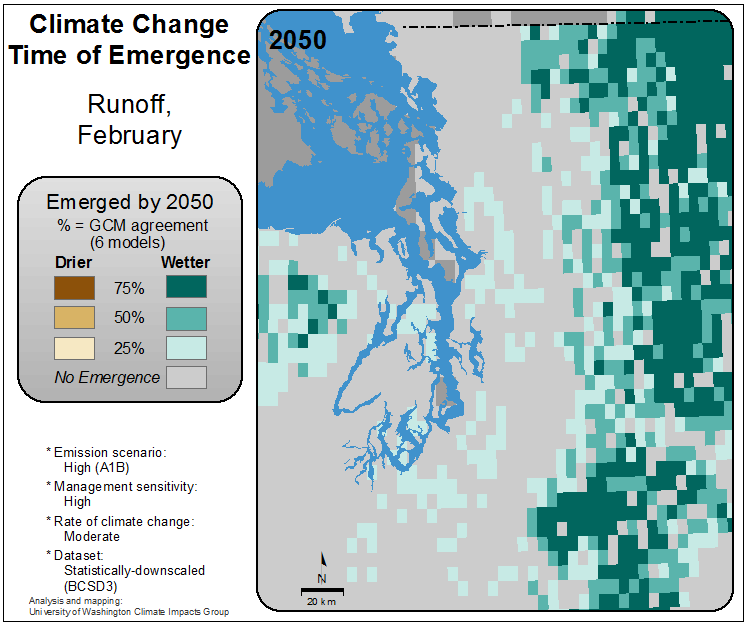 Climate Change
Time of Emergence
Runoff,
February
Emerged by 2050
% = GCM agreement
(6 models)
Drier Wetter
75%
50%
25%
No Emergence
* Emission scenario:
High (A1B)
* Management sensitivity:
High
* Rate of climate change:
Moderate
* Dataset:
Statistically-downscaled
(BCSD3)
Analysis and mapping:
University of Washington Climate Impacts Group
2050
N
20 km